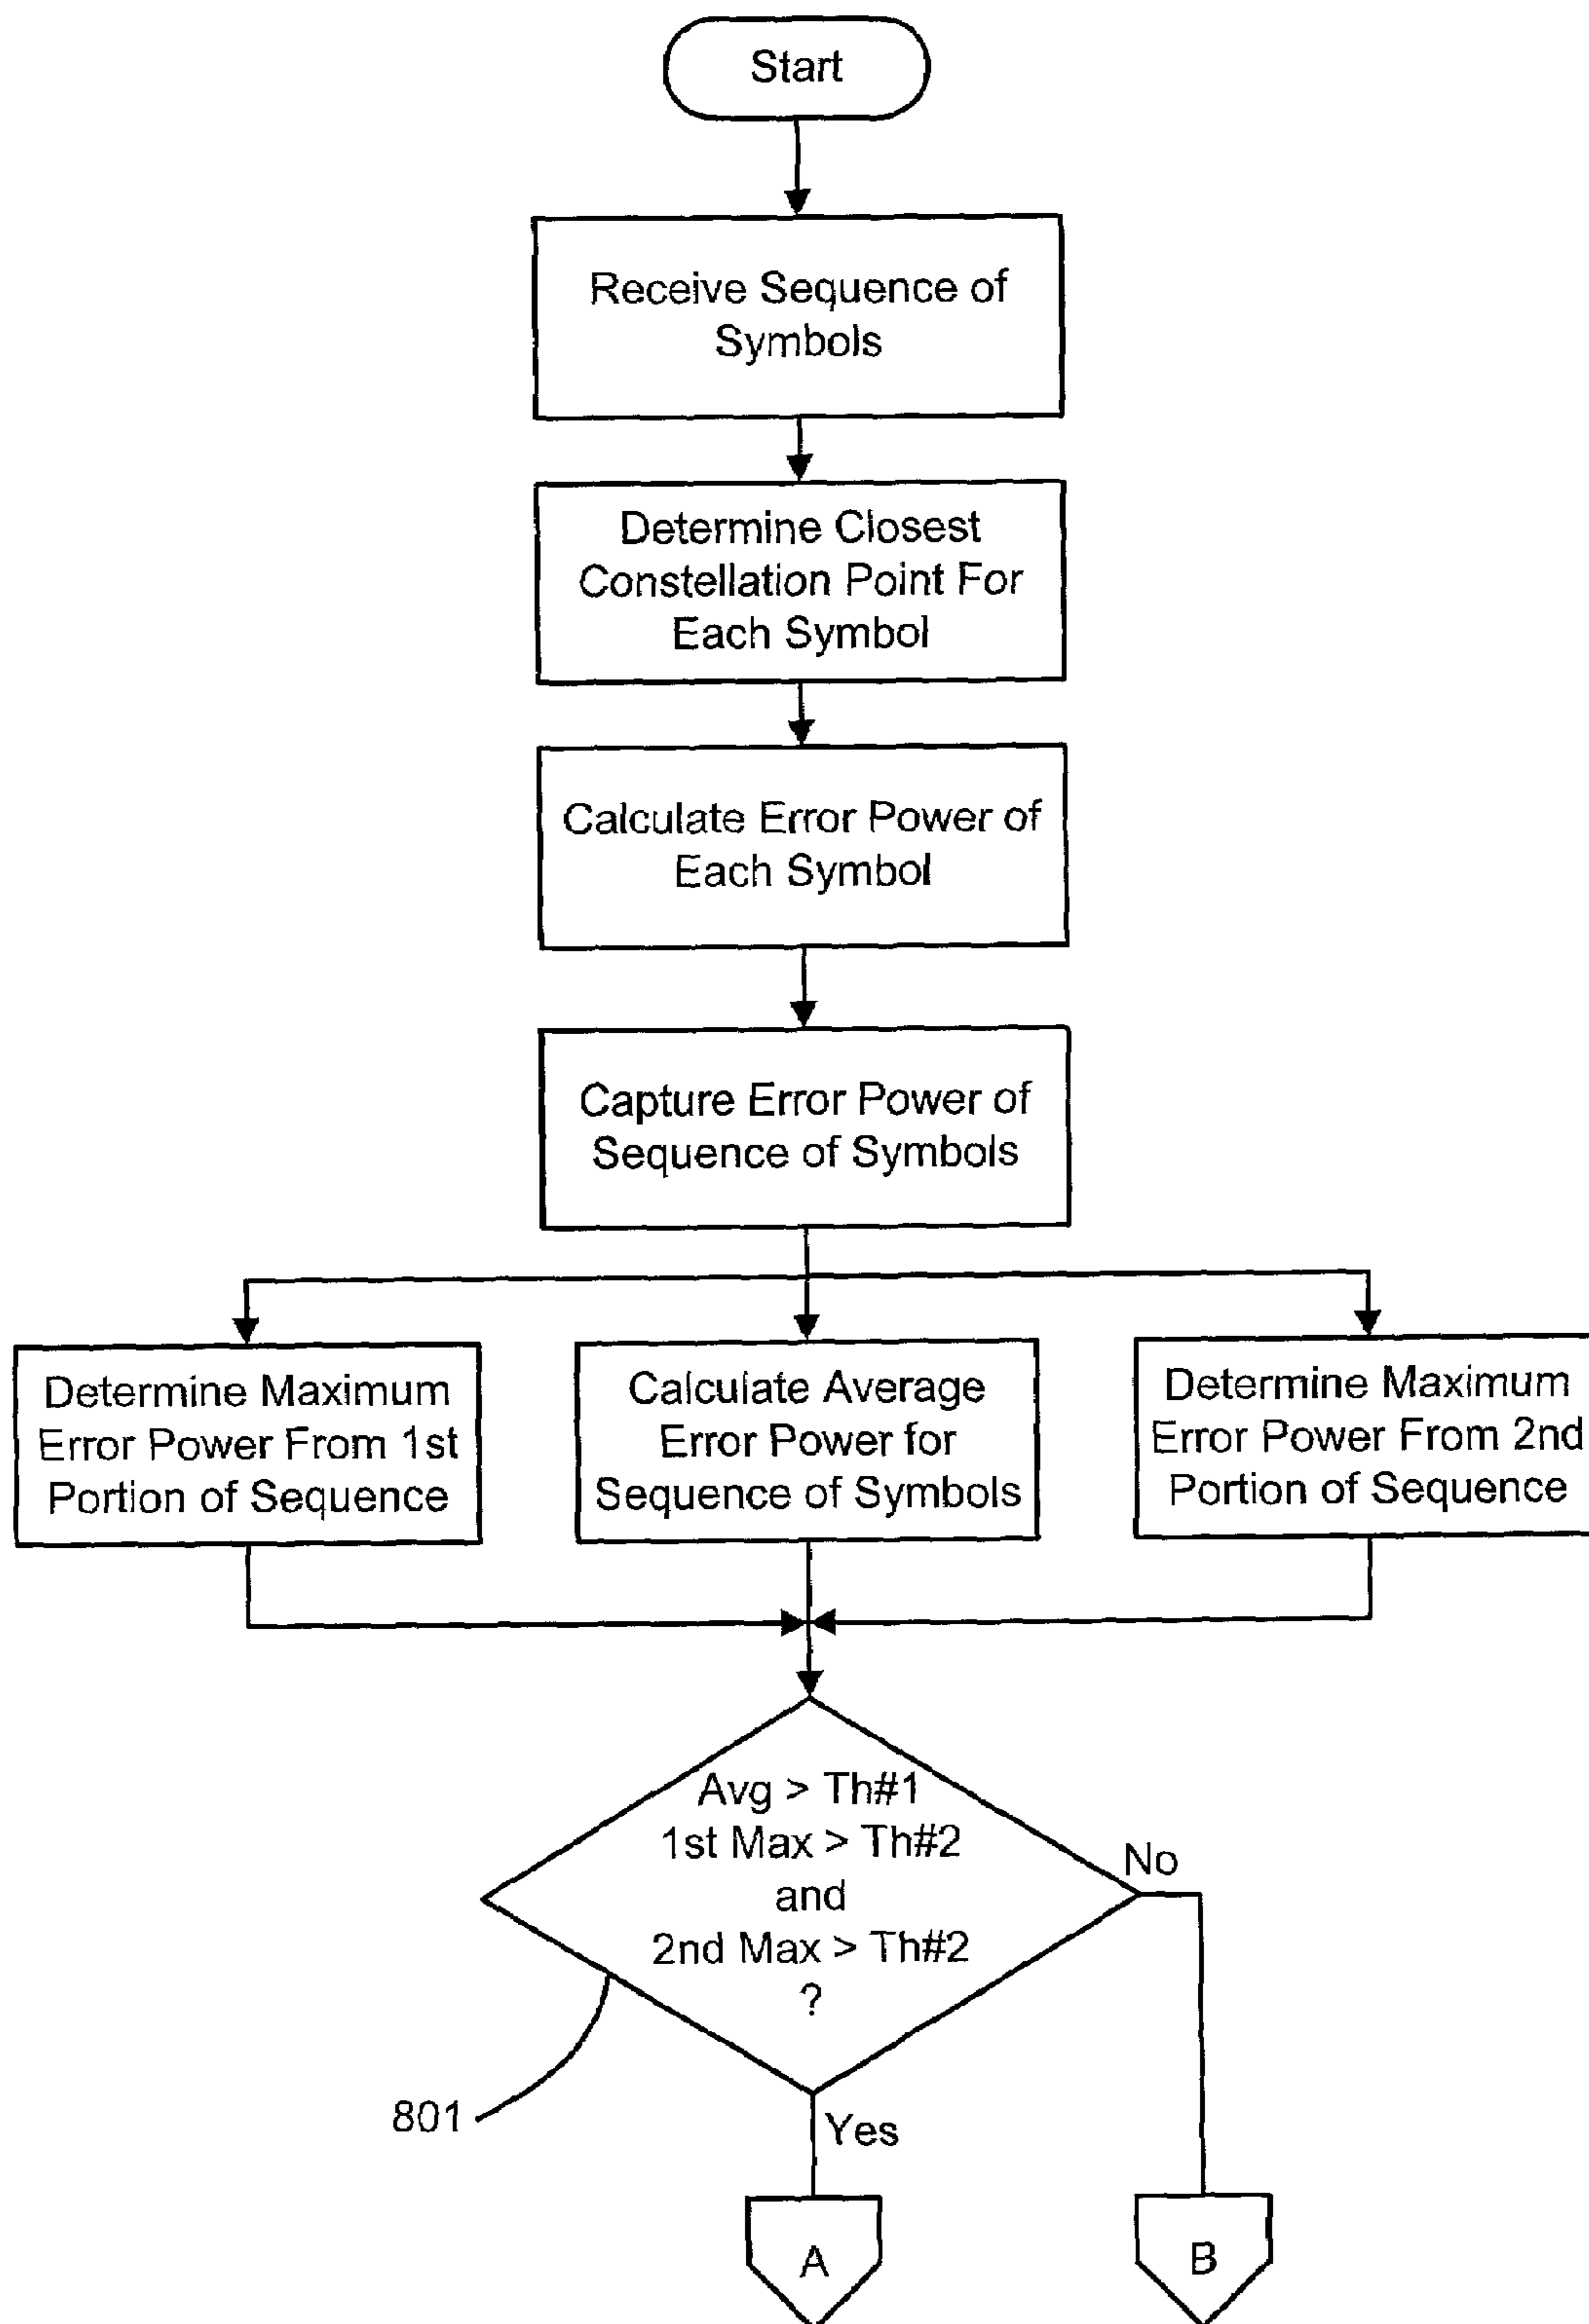 Start
Receive Sequence of
Symbols
Determine Closest
Constellation Point For
Each Symbol
Calculate Error Power of
Each Symbol
Capture Error Power of
Sequence of Symbols
Determine Maximum
Error Power From 1st
Portion of Sequence
Calculate Average
Error Power for
Sequence of Symbols
Determine Maximum
Error Power From 2nd
Portion of Sequence
Avg > Th#1
1st Max > Th#2
and
2nd Max > Th#2
?
No
801
Yes
A
B